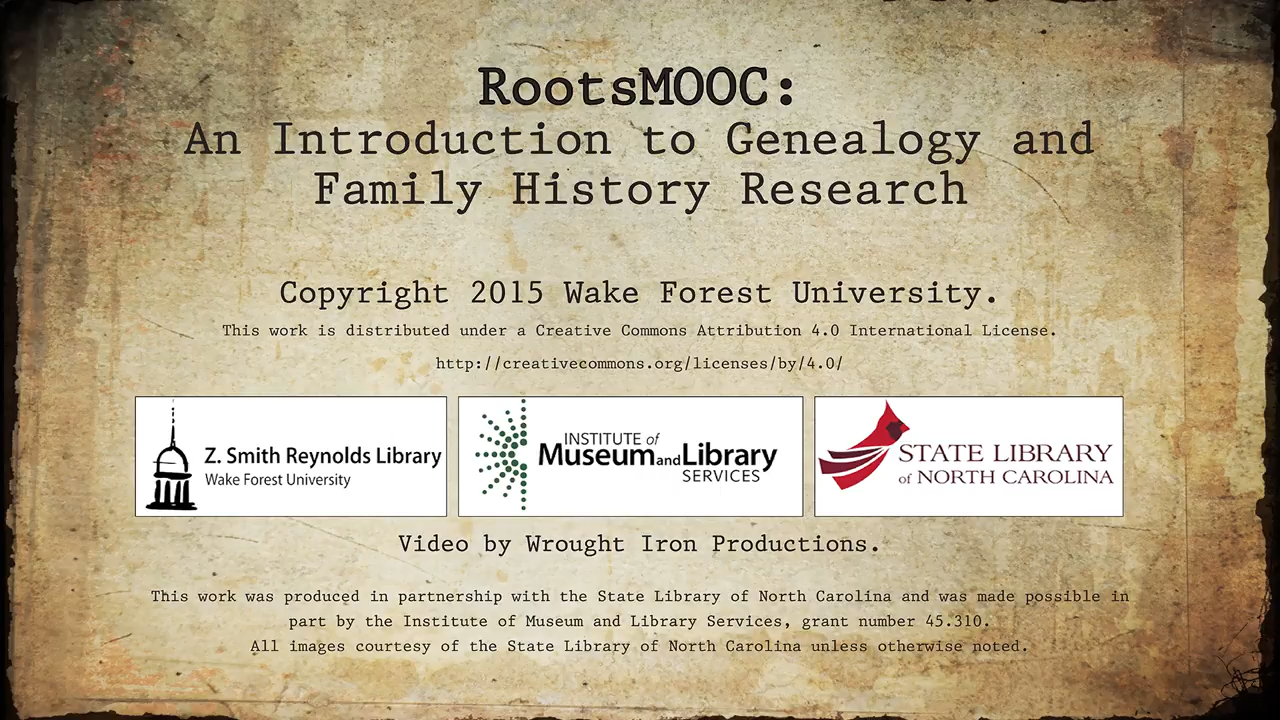 RootsMOOC:
An Introduction to Genealogy and
Family History Research
Copyright 2015 Wake Forest University.
This work is distributed under a Creative Commons Attribution 4.0 International License.
http://creativecommons.org/licenses/by/4.0/
Z. Smith Reynolds Library
Wake Forest University
INSTITUTE of
Museum and Library
SERVICES
STATE LIBRARY
of NORTH CAROLINA
Video by Wrought Iron Productions.
This work was produced in partnership with the State Library of North Carolina and was made possible in
part by the Institute of Museum and Library Services, grant number 45.310.
All images courtesy of the State Library of North Carolina unless otherwise noted.